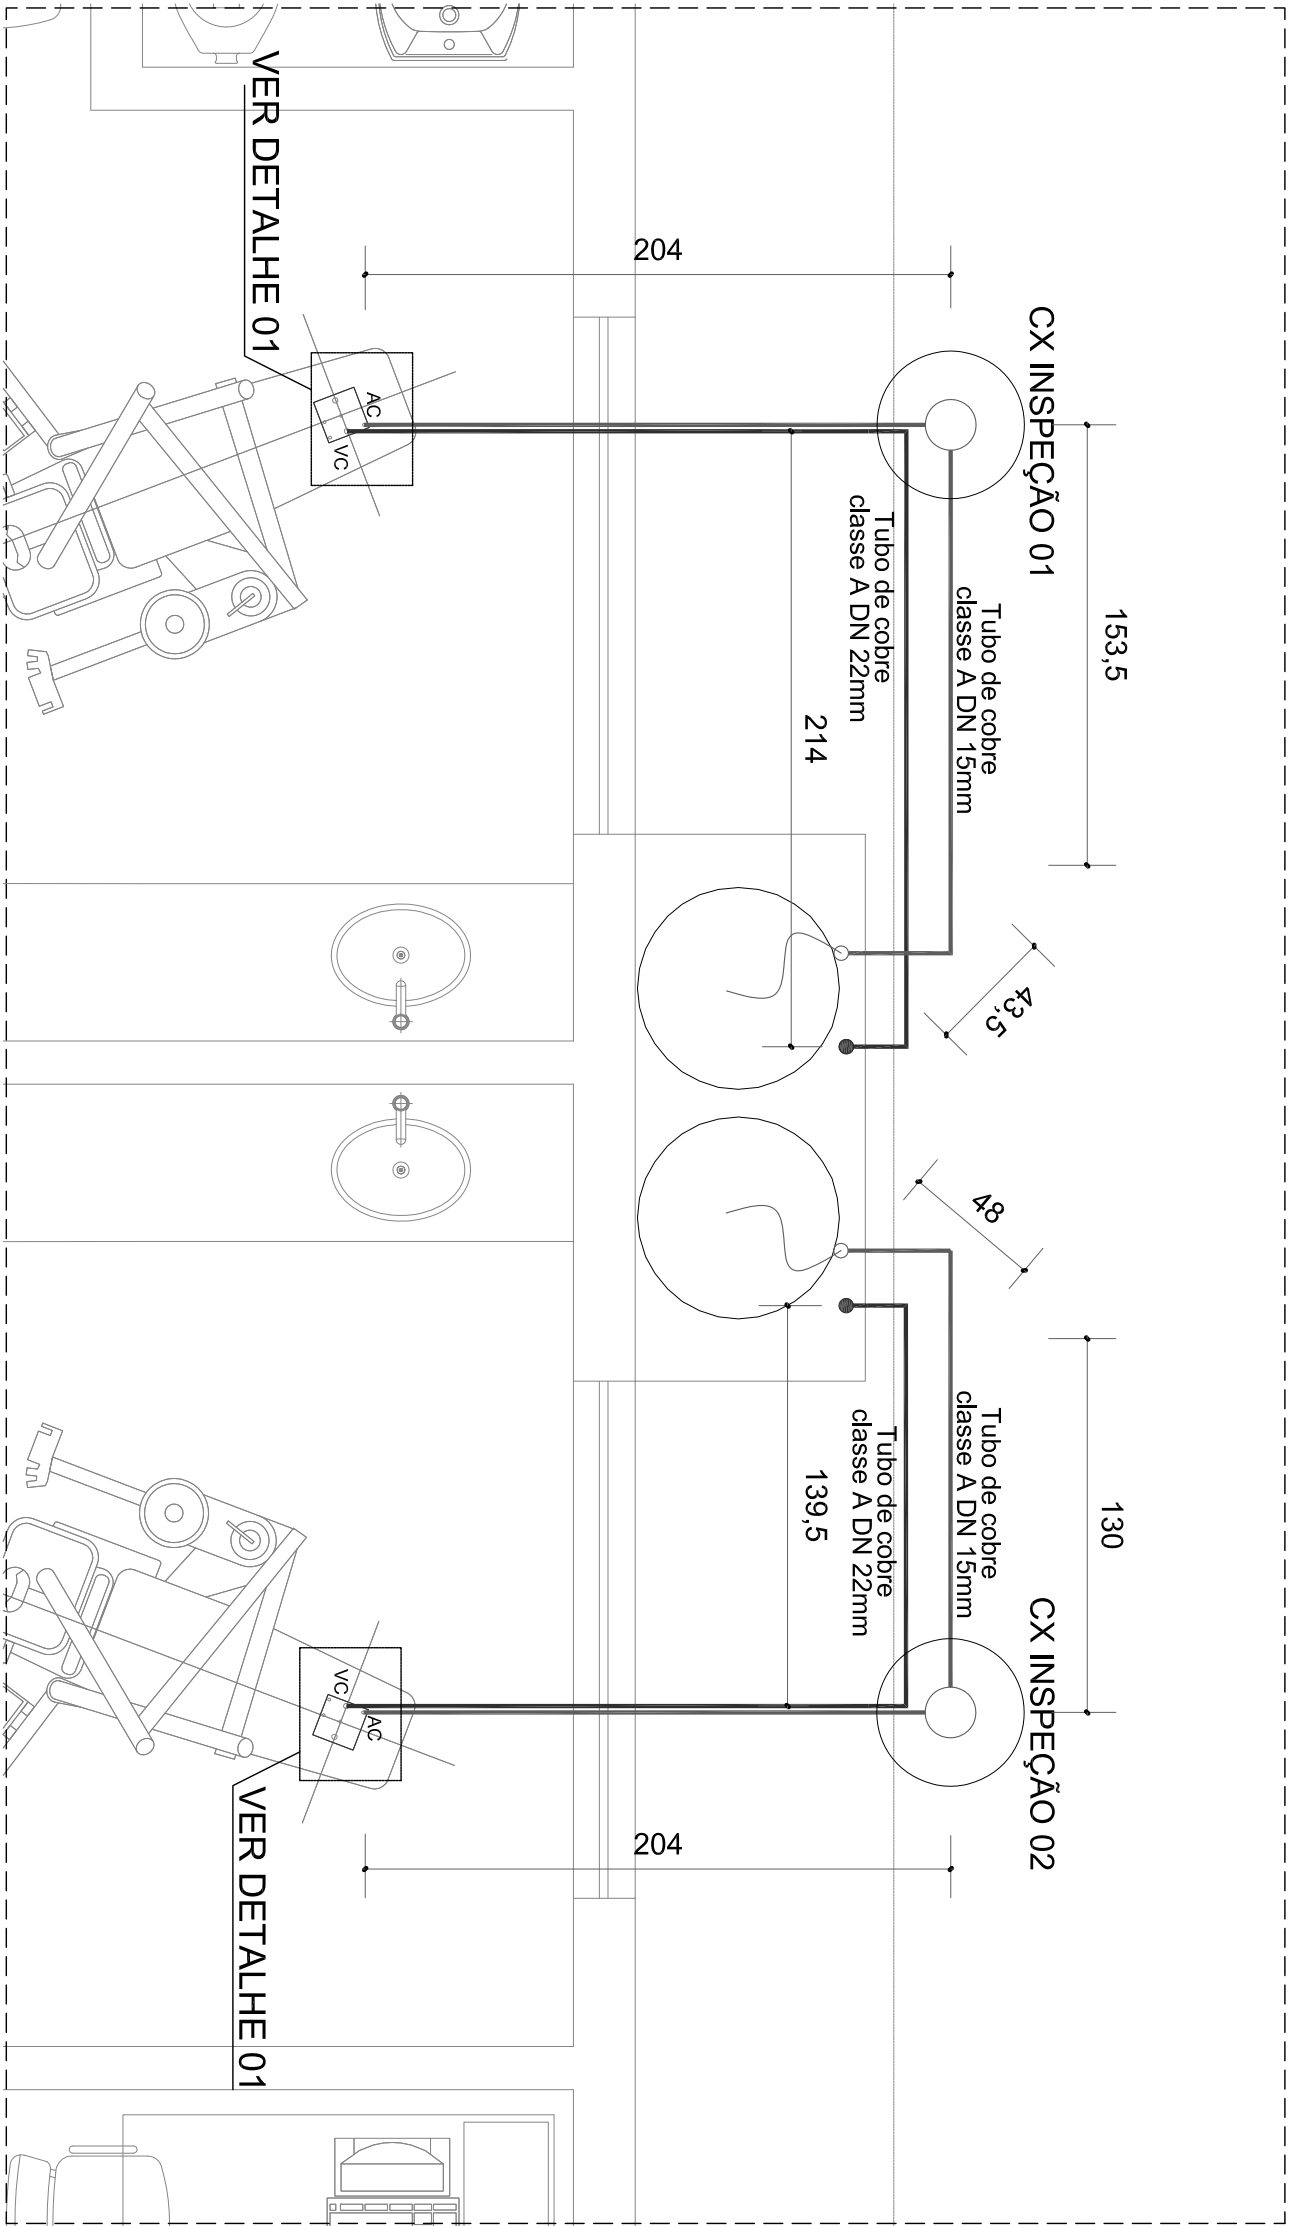 VER DETALHE 01
204
CX INSPEÇÃO 01
AC
VC
153,5
Tubo de cobre
classe A DN 22mm
Tubo de cobre
classe A DN 15mm
214
43,5
48
130
Tubo de cobre
classe A DN 22mm
Tubo de cobre
classe A DN 15mm
139,5
CX INSPEÇÃO 02
VC
AC
VER DETALHE 01
204